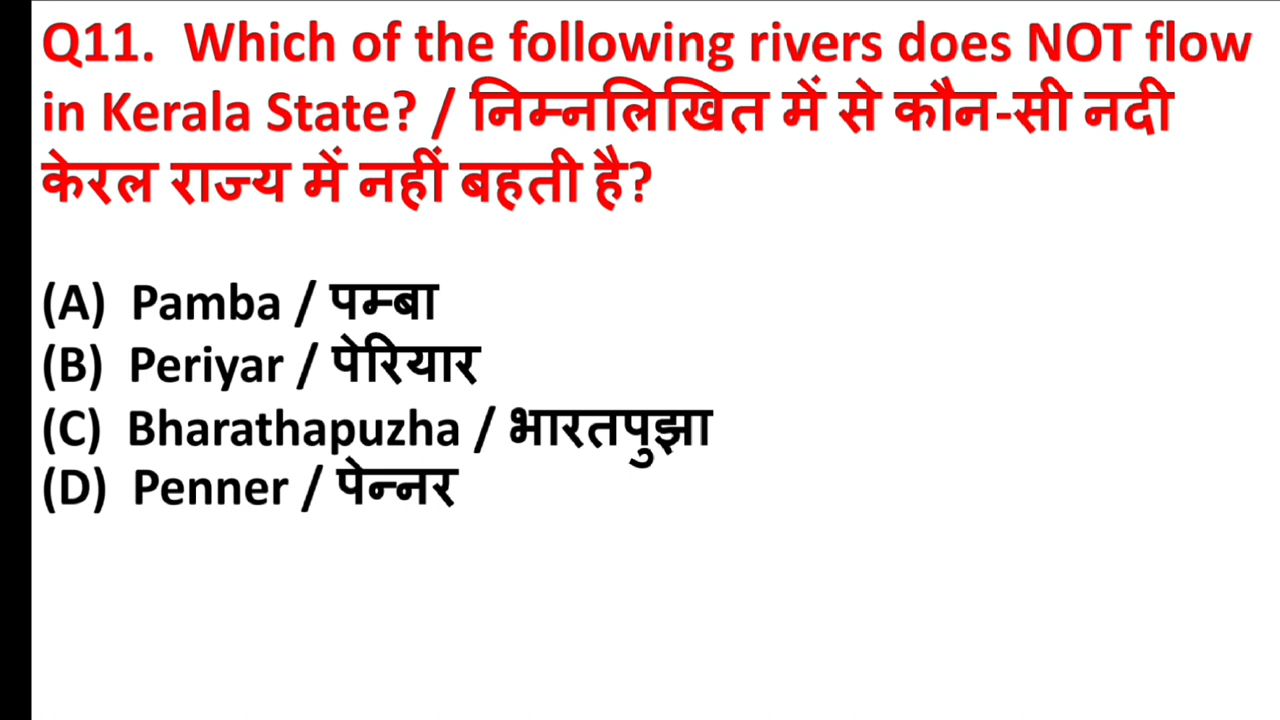 Q11. Which of the following rivers does NOT flow
in Kerala State? / निम्नलिखित में से कौन-सी नदी
केरल राज्य में नहीं बहती है?
(A) Pamba / पम्बा
(B) Periyar / पेरियार
(C) Bharathapuzha / भारतपुझा
(D) Penner / पेन्नर